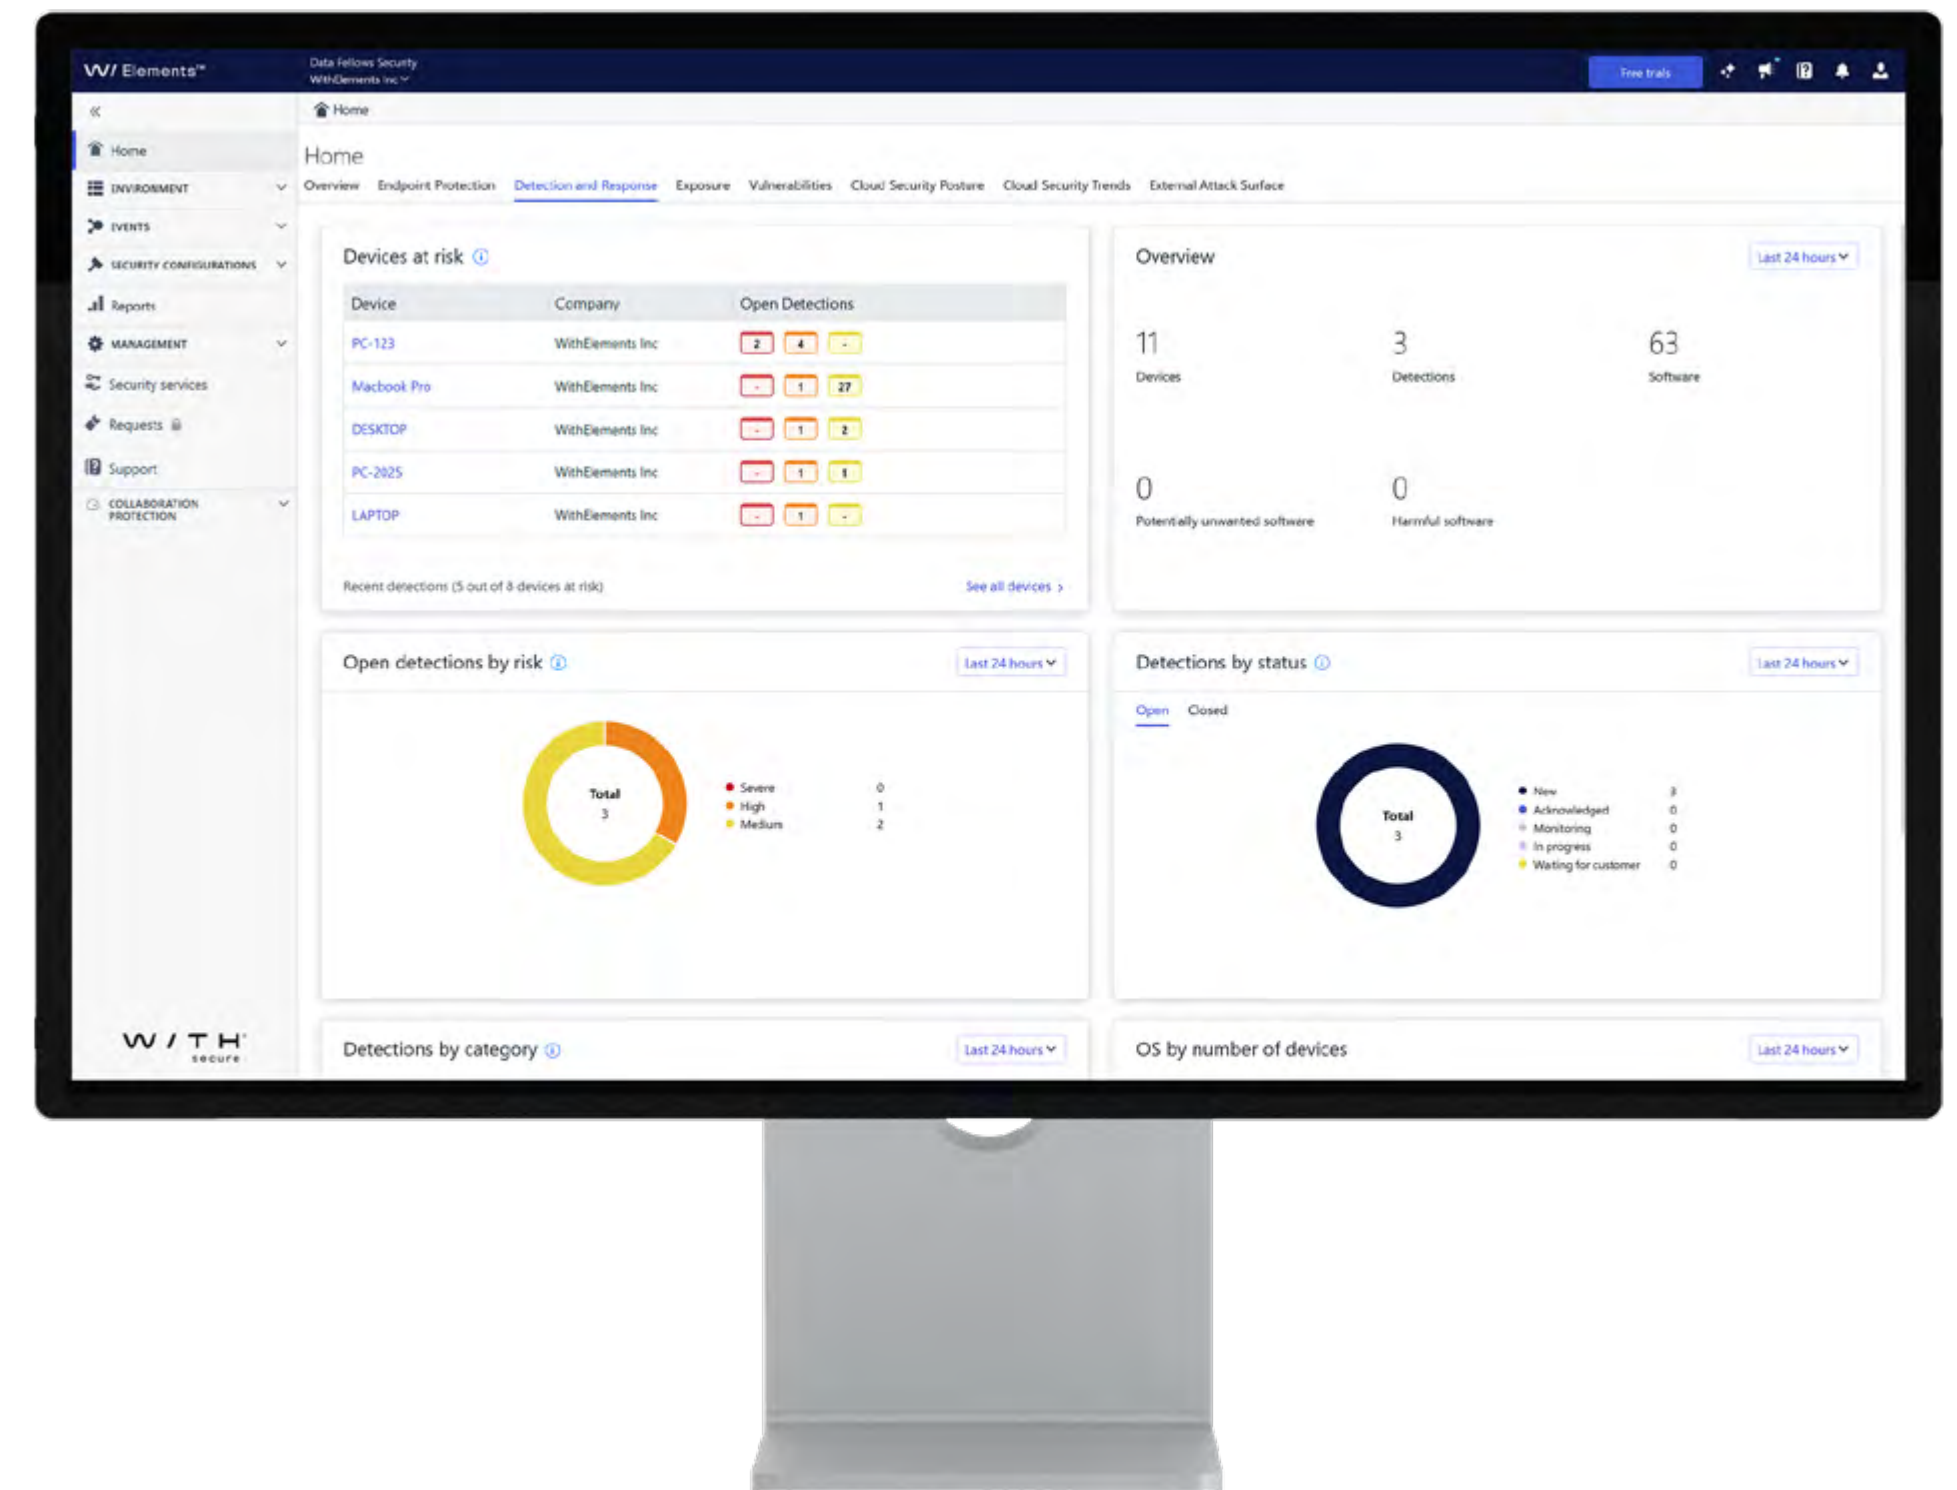 W/ Elements™
Data Fellows Security
WithElements Inc
Free trials
Home
Home
ENVIRONMENT
EVENTS
SECURITY CONFIGURATIONS
Reports
MANAGEMENT
Security services
Requests
Support
COLLABORATION
PROTECTION
W / T H
secure
Home
Overview Endpoint Protection Detection and Response Exposure Vulnerabilities Cloud Security Posture Cloud Security Trends External Attack Surface
Devices at risk
Device Company Open Detections
PC-123 WithElements Inc 2 4 -
Macbook Pro WithElements Inc - 1 27
DESKTOP WithElements Inc - 1 2
PC-2025 WithElements Inc - 1 1
LAPTOP WithElements Inc - 1 -
Recent detections (5 out of 8 devices at risk) See all devices >
Overview Last 24 hours
11 3 63
Devices Detections Software
0 0
Potentially unwanted software Harmful software
Open detections by risk Last 24 hours
Total
3
Severe 0
High 1
Medium 2
Detections by status Last 24 hours
Open Closed
Total
3
New 3
Acknowledged 0
Monitoring 0
In progress 0
Waiting for customer 0
Detections by category Last 24 hours
OS by number of devices Last 24 hours